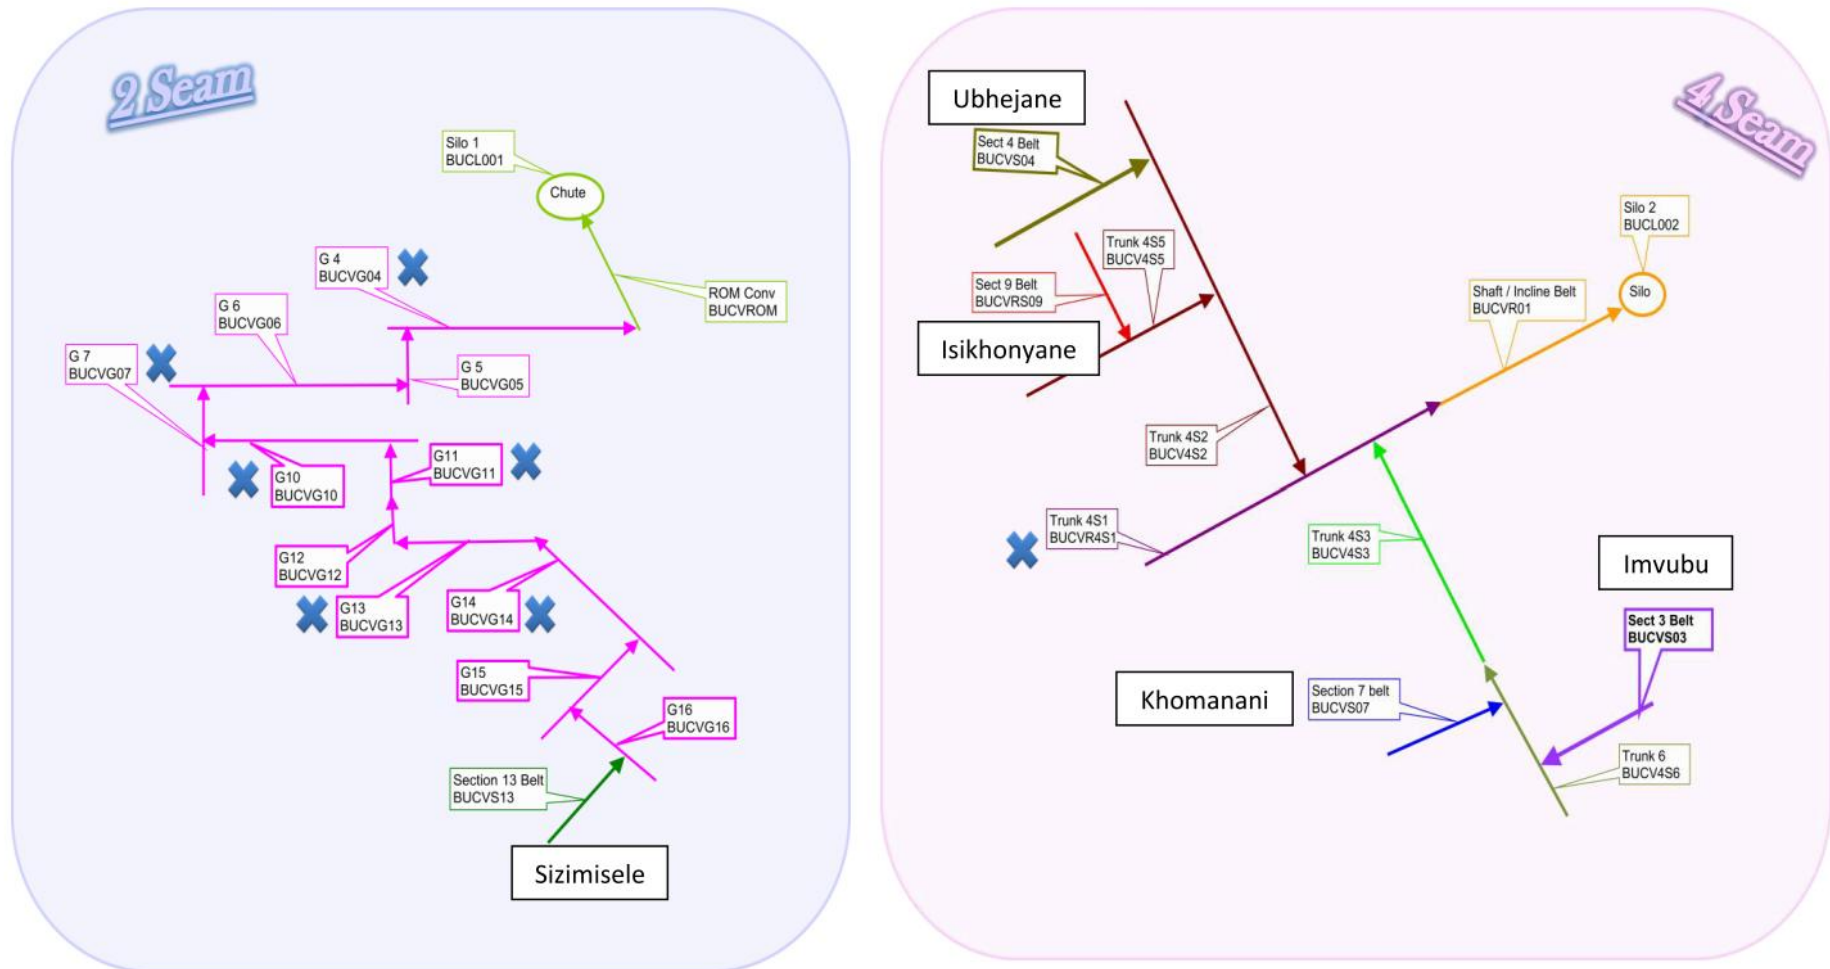 2 Seam
Silo 1
BUCL001
Chute
G 4
BUCVG04
ROM Conv
BUCVROM
G 6
BUCVG06
G 7
BUCVG07
G 5
BUCVG05
G11
BUCVG11
G10
BUCVG10
G12
BUCVG12
G13
BUCVG13
G14
BUCVG14
G15
BUCVG15
G16
BUCVG16
Section 13 Belt
BUCVS13
Sizimisele
4 Seam
Ubhejane
Sect 4 Belt
BUCVS04
Trunk 4S5
BUCV4S5
Sect 9 Belt
BUCVRS09
Isikhonyane
Silo 2
BUCL002
Silo
Shaft / Incline Belt
BUCVR01
Trunk 4S2
BUCV4S2
Trunk 4S1
BUCVR4S1
Trunk 4S3
BUCV4S3
Imvubu
Sect 3 Belt
BUCVS03
Khomanani
Section 7 belt
BUCVS07
Trunk 6
BUCV4S6